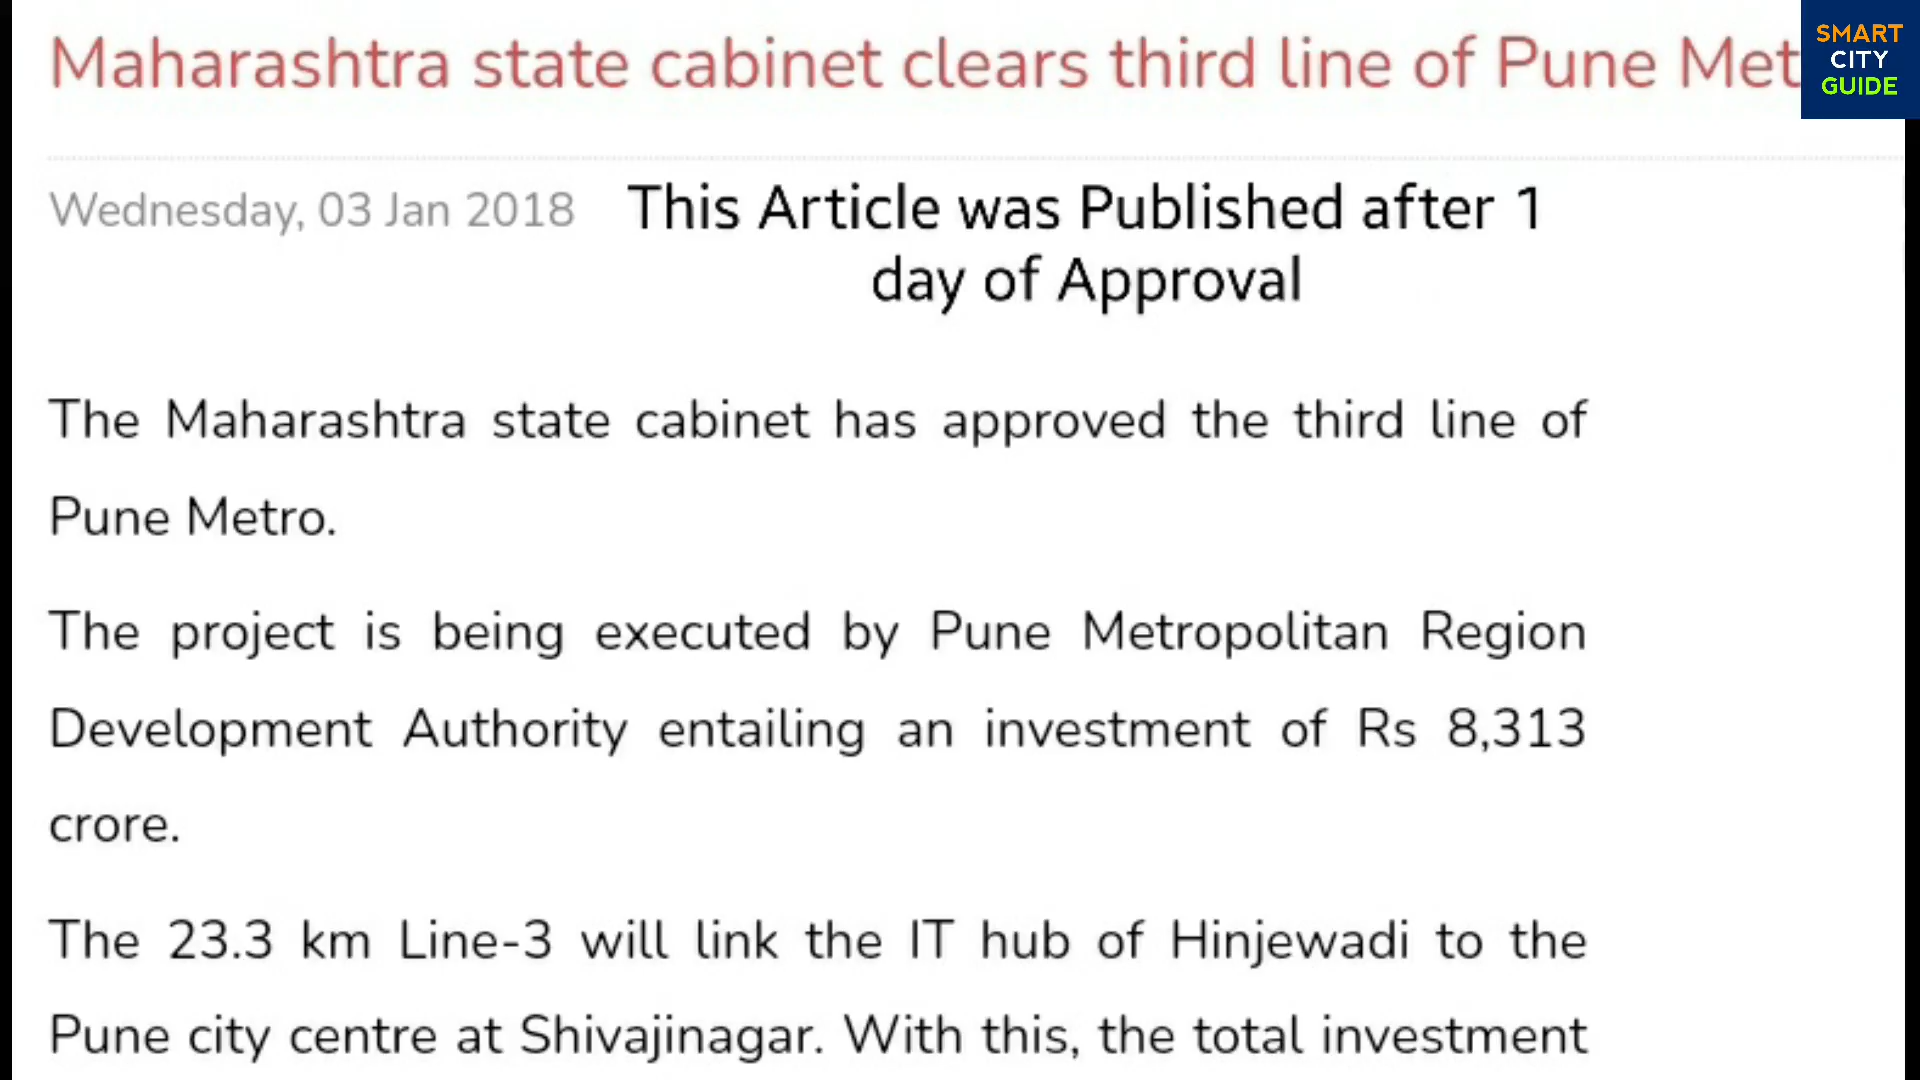 Maharashtra state cabinet clears third line of Pune Met
SMART
CITY
GUIDE
Wednesday, 03 Jan 2018
This Article was Published after 1
day of Approval
The Maharashtra state cabinet has approved the third line of
Pune Metro.
The project is being executed by Pune Metropolitan Region
Development Authority entailing an investment of Rs 8,313
crore.
The 23.3 km Line-3 will link the IT hub of Hinjewadi to the
Pune city centre at Shivajinagar. With this, the total investment